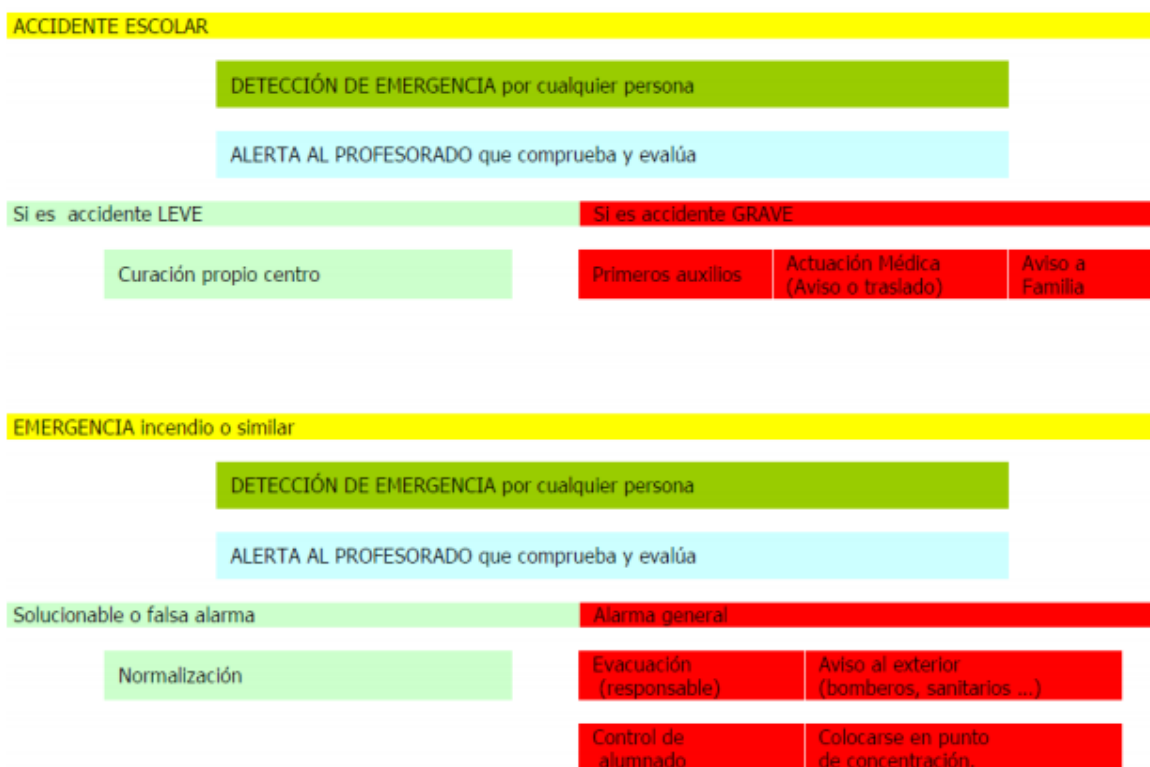 ACCIDENTE ESCOLAR
DETECCIÓN DE EMERGENCIA por cualquier persona
ALERTA AL PROFESORADO que comprueba y evalúa
Si es accidente LEVE
Si es accidente GRAVE
Curación propio centro
Primeros auxilios
Actuación Médica
(Aviso o traslado)
Aviso a
Familia
EMERGENCIA incendio o similar
DETECCIÓN DE EMERGENCIA por cualquier persona
ALERTA AL PROFESORADO que comprueba y evalúa
Solucionable o falsa alarma
Alarma general
Normalización
Evacuación
(responsable)
Aviso al exterior
(bomberos, sanitarios ...)
Control de
alumnado
Colocarse en punto
de concentración.